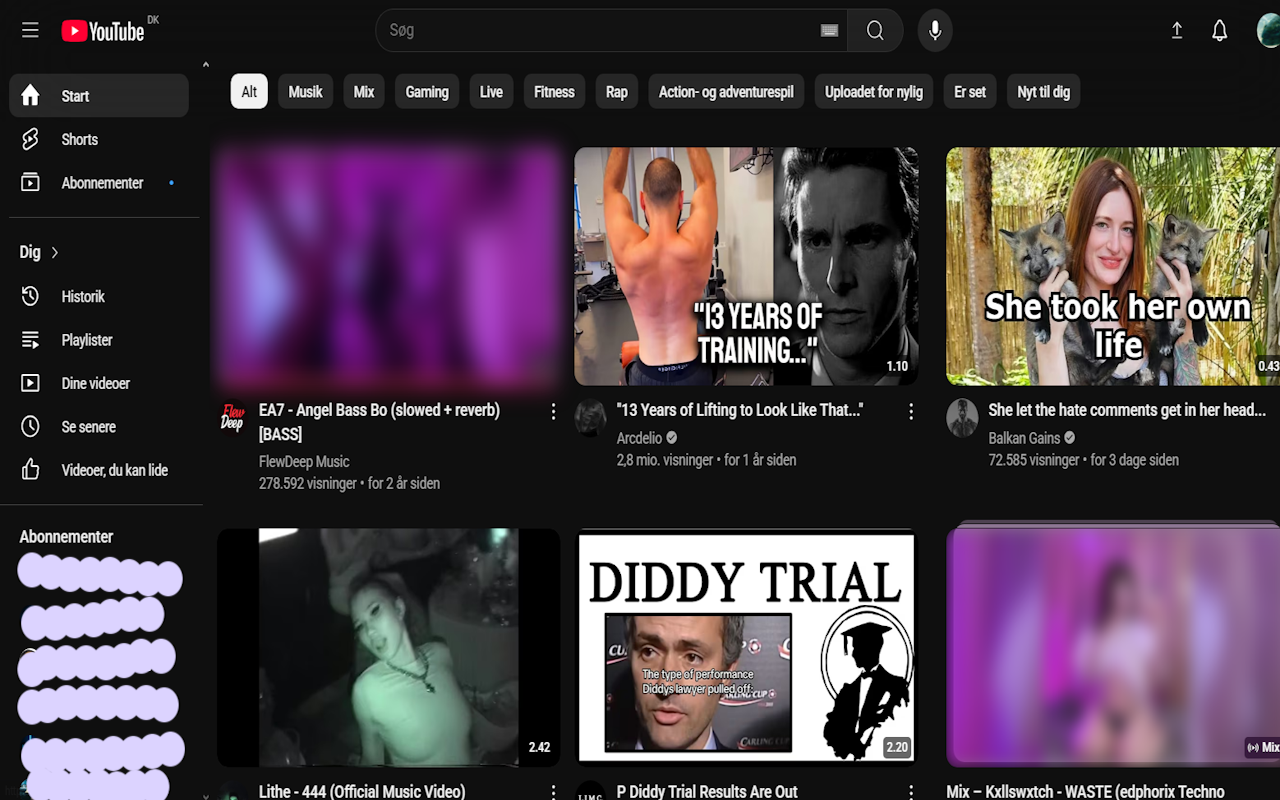 YouTube DK
Søg
Start
Shorts
Abonnementer
Dig
Historik
Playlister
Dine videoer
Se senere
Videoer, du kan lide
Abonnementer
Alt
Musik
Mix
Gaming
Live
Fitness
Rap
Action- og adventurespil
Uploadet for nylig
Er set
Nyt til dig
"13 YEARS OF
TRAINING..."
1.10
She took her own
life
0.43
Flew
Deep
EA7 - Angel Bass Bo (slowed + reverb)
[BASS]
FlewDeep Music
278.592 visninger • for 2 år siden
"13 Years of Lifting to Look Like That..."
Arcdelio
2,8 mio. visninger • for 1 år siden
She let the hate comments get in her head...
Balkan Gains
72.585 visninger • for 3 dage siden
2.42
DIDDY TRIAL
The type of performance
Diddys lawyer pulled off:
CARLING CUP
CARLING CUP
2.20
Mix
Lithe - 444 (Official Music Video)
P Diddy Trial Results Are Out
Mix – Kxllswxtch - WASTE (edphorix Techno